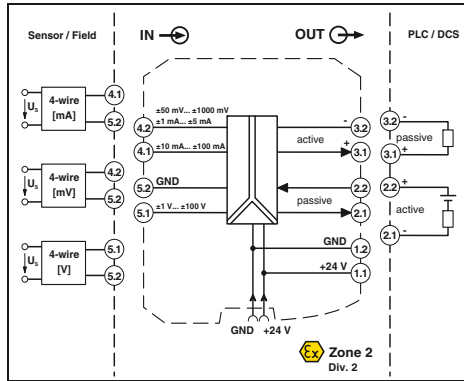 Sensor / Field
IN
OUT
PLC / DCS
Us
4-wire
[mA]
4.1
5.2
Us
4-wire
[mV]
4.2
5.2
Us
4-wire
[V]
5.1
5.2
±50 mV... ±1000 mV
4.2
±1 mA... ±5 mA
4.1
±10 mA... ±100 mA
5.2
GND
5.1
±1 V... ±100 V
-
3.2
active
+
3.1
2.2
passive
2.1
GND
1.2
+24 V
1.1
GND +24 V
3.2
-
passive
3.1
+
2.2
+
active
2.1
-
Ex Zone 2
Div. 2